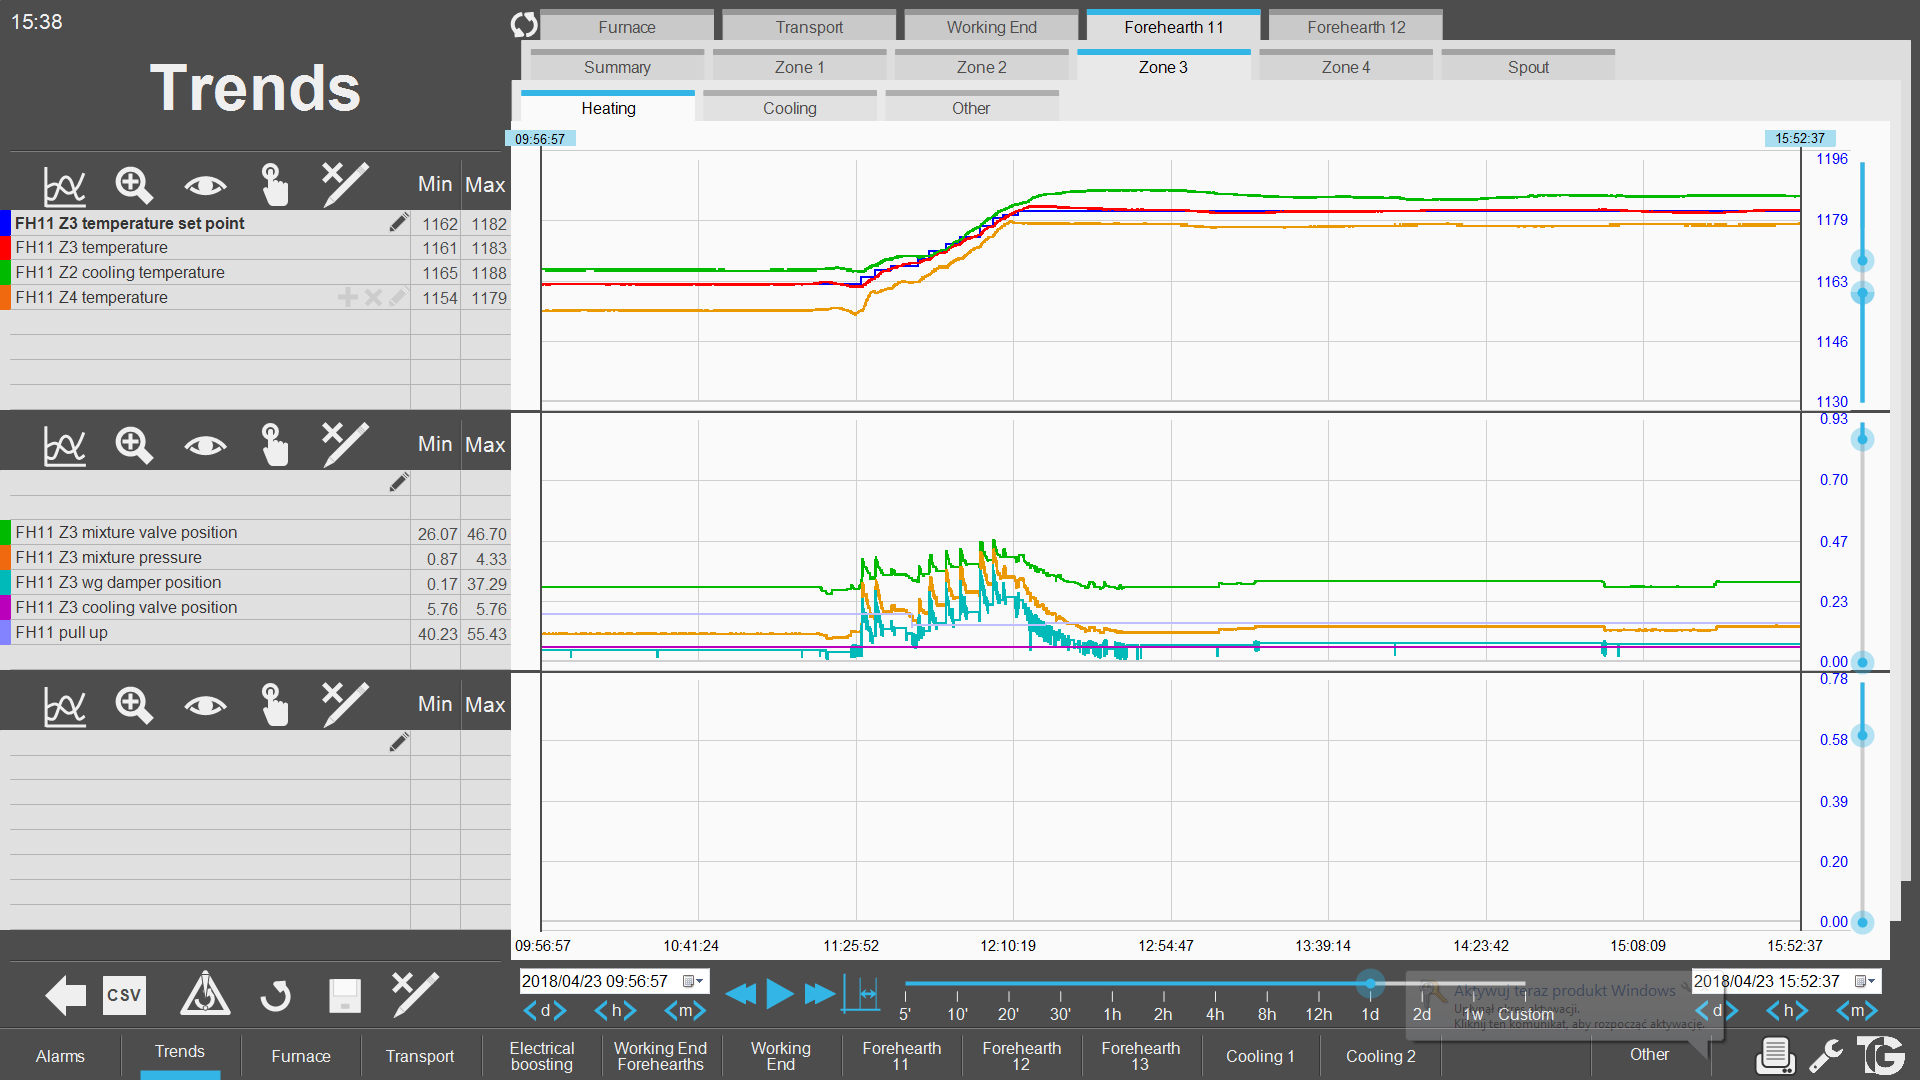 15:38
Trends
Furnace
Transport
Working End
Forehearth 11
Forehearth 12
Summary
Zone 1
Zone 2
Zone 3
Zone 4
Spout
Heating
Cooling
Other
09:56:57
15:52:37
Min Max
FH11 Z3 temperature set point 1162 1182
FH11 Z3 temperature 1161 1183
FH11 Z2 cooling temperature 1165 1188
FH11 Z4 temperature 1154 1179
1196
1179
1163
1146
1130
Min Max
FH11 Z3 mixture valve position 26.07 46.70
FH11 Z3 mixture pressure 0.87 4.33
FH11 Z3 wg damper position 0.17 37.29
FH11 Z3 cooling valve position 5.76 5.76
FH11 pull up 40.23 55.43
0.93
0.70
0.47
0.23
0.00
Min Max
0.78
0.58
0.39
0.20
0.00
09:56:57 10:41:24 11:25:52 12:10:19 12:54:47 13:39:14 14:23:42 15:08:09 15:52:37
CSV
2018/04/23 09:56:57
<d> <h> <m>
5' 10' 20' 30' 1h 2h 4h 8h 12h 1d 2d 1w Custom
2018/04/23 15:52:37
<d> <h> <m>
Aktywuj teraz produkt Windows
Upłynął okres aktywacji.
Kliknij ten komunikat, aby rozpocząć aktywację.
Alarms
Trends
Furnace
Transport
Electrical
boosting
Working End
Forehearths
Working
End
Forehearth
11
Forehearth
12
Forehearth
13
Cooling 1
Cooling 2
Other
TG